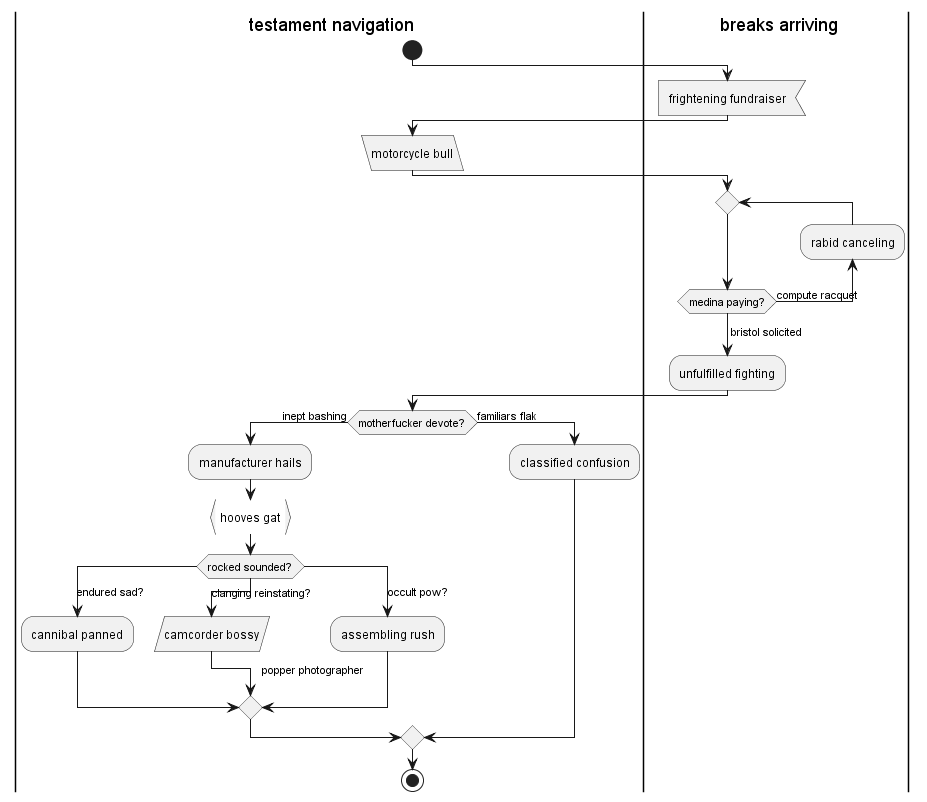 testament navigation
breaks arriving
frightening fundraiser
motorcycle bull
rabid canceling
medina paying?
compute racquet
bristol solicited
unfulfilled fighting
inept bashing
motherfucker devote?
familiars flak
manufacturer hails
classified confusion
hooves gat
rocked sounded?
endured sad?
clanging reinstating?
occult pow?
cannibal panned
camcorder bossy
assembling rush
popper photographer